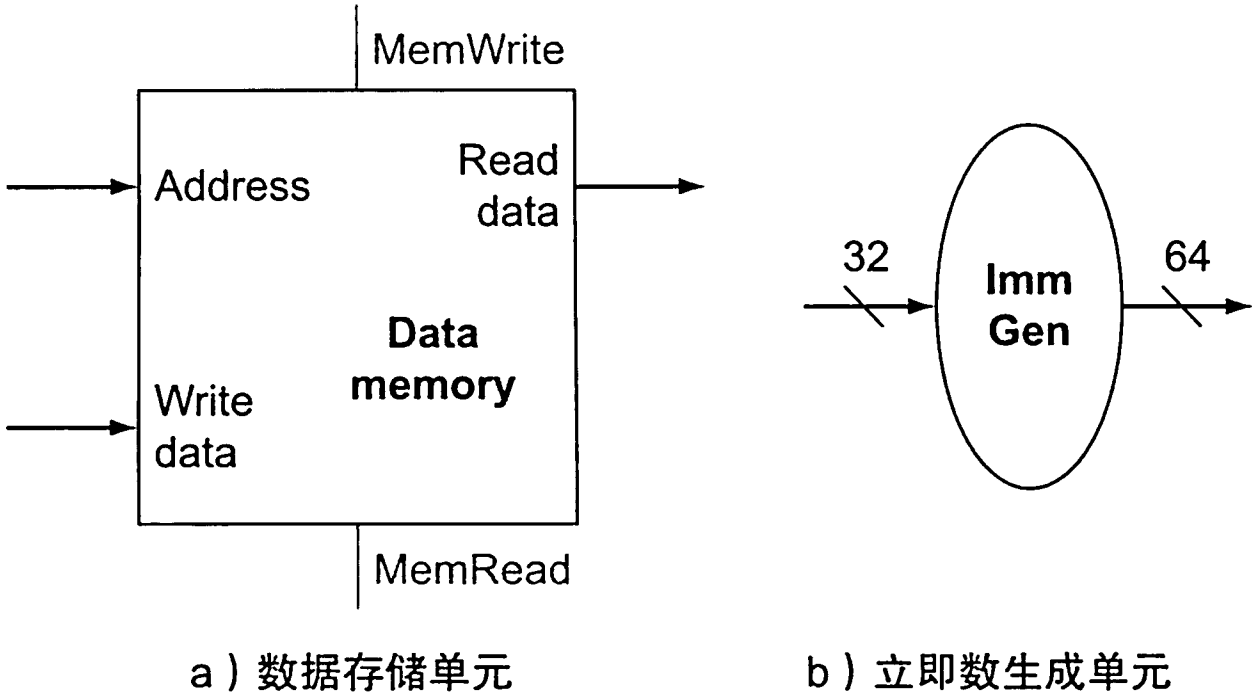 MemWrite
Address
Read
data
Data
memory
Write
data
MemRead
32
Imm
Gen
64
a）数据存储单元
b）立即数生成单元